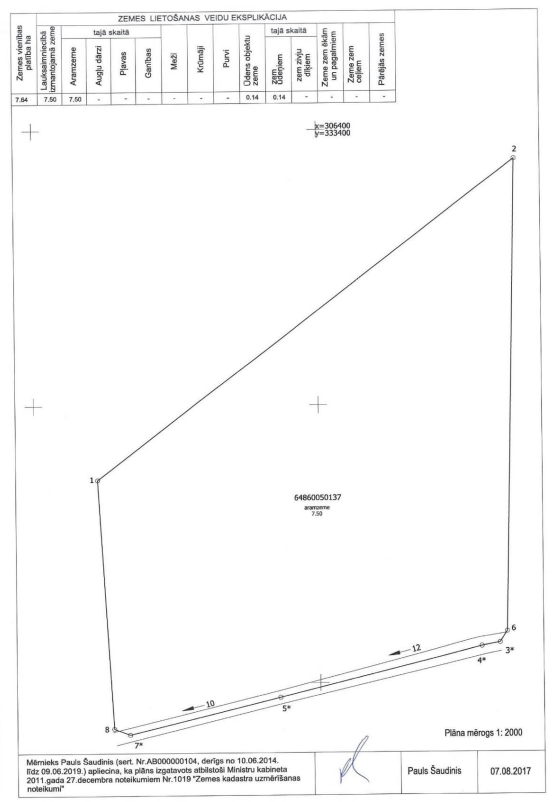 ZEMES LIETOŠANAS VEIDU EKSPLIKĀCIJA
Zemes vienības platība ha
Lauksaimniecībā izmantojamā zeme
tajā skaitā
Aramzeme
Augļu dārzi
Pļavas
Ganības
Meži
Krūmāji
Purvi
Ūdens objektu zeme
tajā skaitā
zem ūdeņiem
zem zivju dīķiem
Zeme zem ēkām un pagalmiem
Zeme zem ceļiem
Pārējās zemes
7.64 7.50 7.50 - - - - - - 0.14 0.14 - - - -
x=306400
y=333400
2
1
64860050137
aramzeme
7.50
6
12
3*
4*
10
5*
8
7*
Plāna mērogs 1: 2000
Mērnieks Pauls Šaudinis (sert. Nr.AB000000104, derīgs no 10.06.2014.
līdz 09.06.2019.) apliecina, ka plāns izgatavots atbilstoši Ministru kabineta
2011.gada 27.decembra noteikumiem Nr.1019 "Zemes kadastra uzmērīšanas
noteikumi"
Pauls Šaudinis
07.08.2017